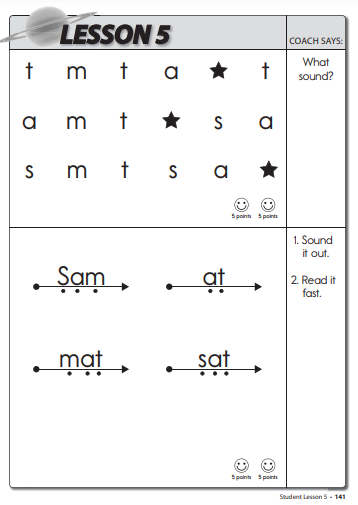 LESSON 5
COACH SAYS:
t m t a ★ t
a m t ★ s a
s m t s a ★
What
sound?
5 points 5 points
Sam at
mat sat
1. Sound
it out.
2. Read it
fast.
5 points 5 points
Student Lesson 5 • 141